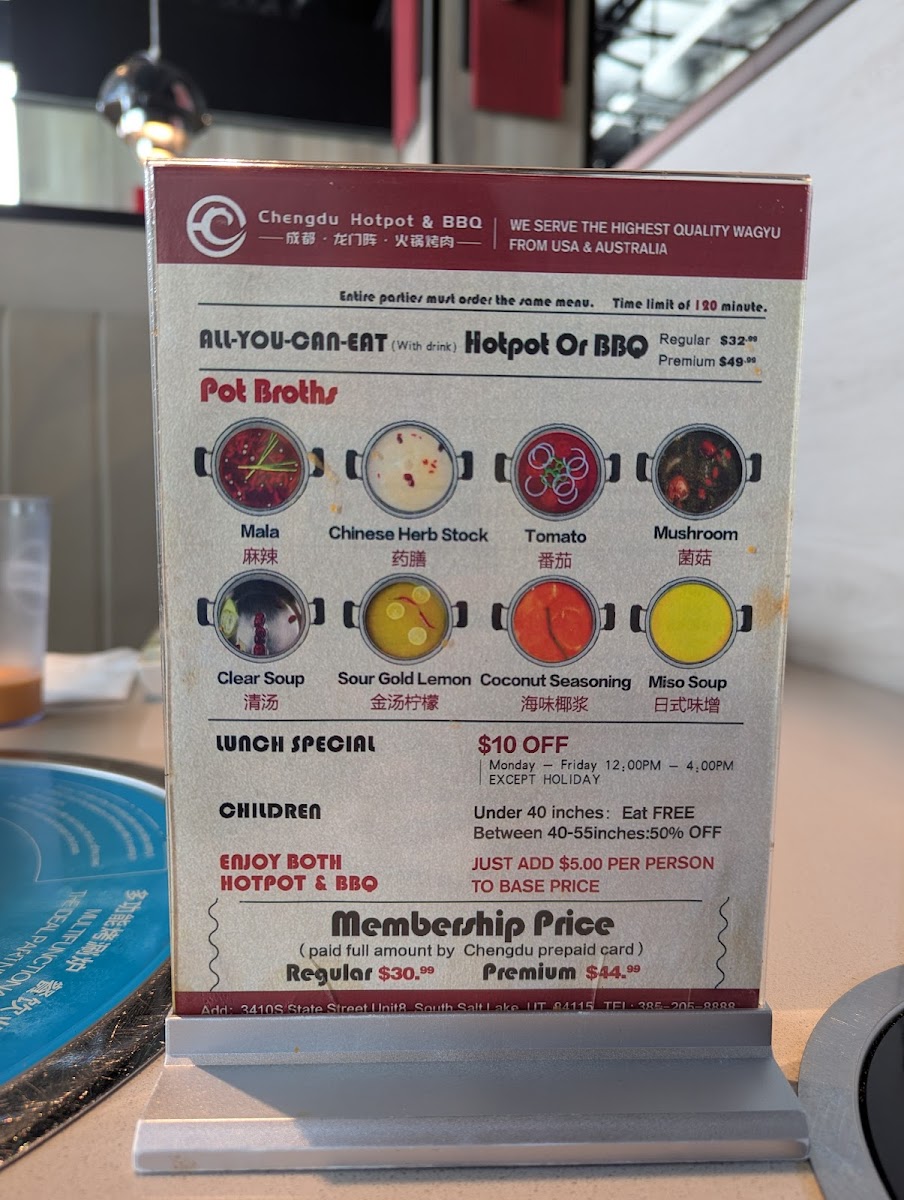 Chengdu Hotpot & BBQ
成都·龙门阵·火锅烤肉
WE SERVE THE HIGHEST QUALITY WAGYU
FROM USA & AUSTRALIA
Entire parties must order the same menu. Time limit of 120 minute.
ALL-YOU-CAN-EAT (With drink) Hotpot Or BBQ
Regular $32.99
Premium $49.99
Pot Broths
Mala Chinese Herb Stock Tomato Mushroom
麻辣 药膳 番茄 菌菇
Clear Soup Sour Gold Lemon Coconut Seasoning Miso Soup
清汤 金汤柠檬 海味椰浆 日式味增
LUNCH SPECIAL $10 OFF
Monday – Friday 12:00PM – 4:00PM
EXCEPT HOLIDAY
CHILDREN Under 40 inches: Eat FREE
Between 40-55inches:50% OFF
ENJOY BOTH JUST ADD $5.00 PER PERSON
HOTPOT & BBQ TO BASE PRICE
Membership Price
( paid full amount by Chengdu prepaid card )
Regular $30.99 Premium $44.99
Add: 3410S State Street Unit8, South Salt Lake, UT 84115 TEL: 385-205-8888
多功能
MULTIFUNCTIONA
THE IDEAL PARTN